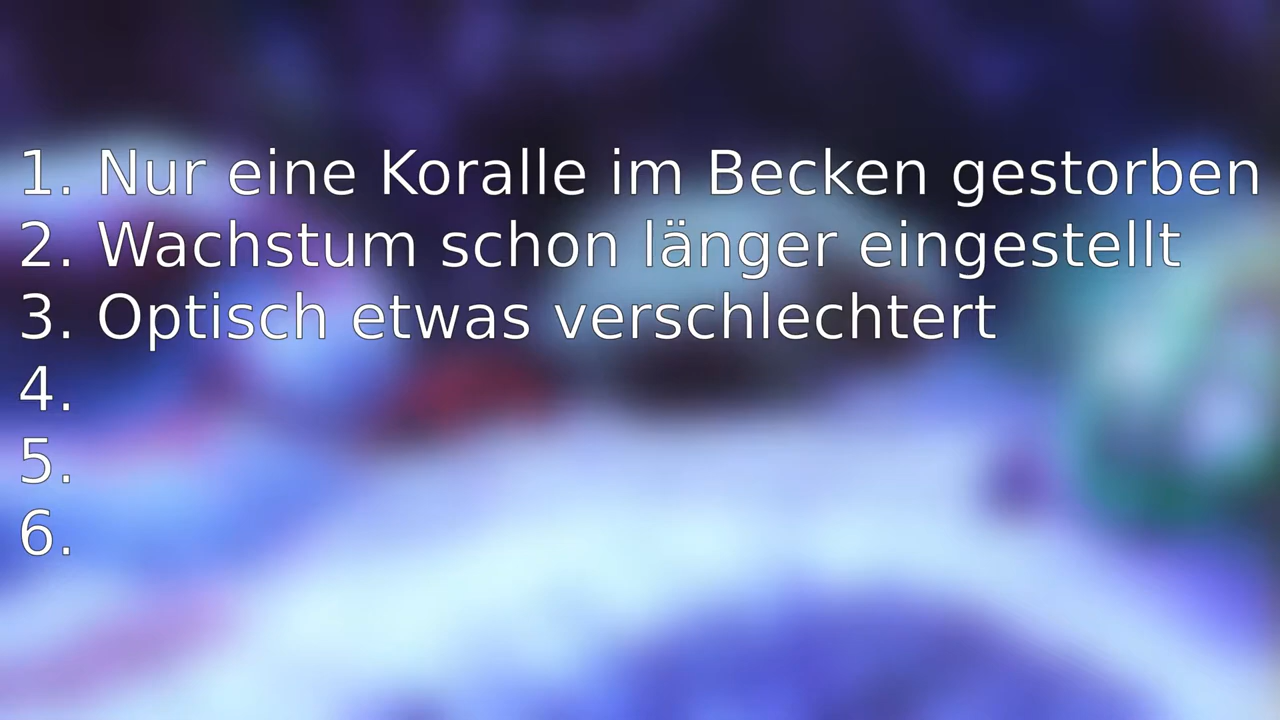 1. Nur eine Koralle im Becken gestorben
2. Wachstum schon länger eingestellt
3. Optisch etwas verschlechtert
4.
5.
6.